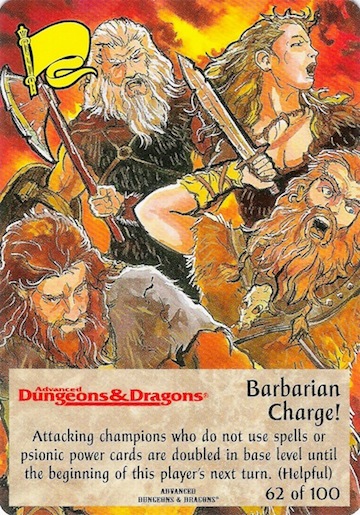 Advanced
Dungeons & Dragons®
Barbarian
Charge!
Attacking champions who do not use spells or
psionic power cards are doubled in base level until
the beginning of this player's next turn. (Helpful)
ADVANCED
DUNGEONS & DRAGONS®
62 of 100